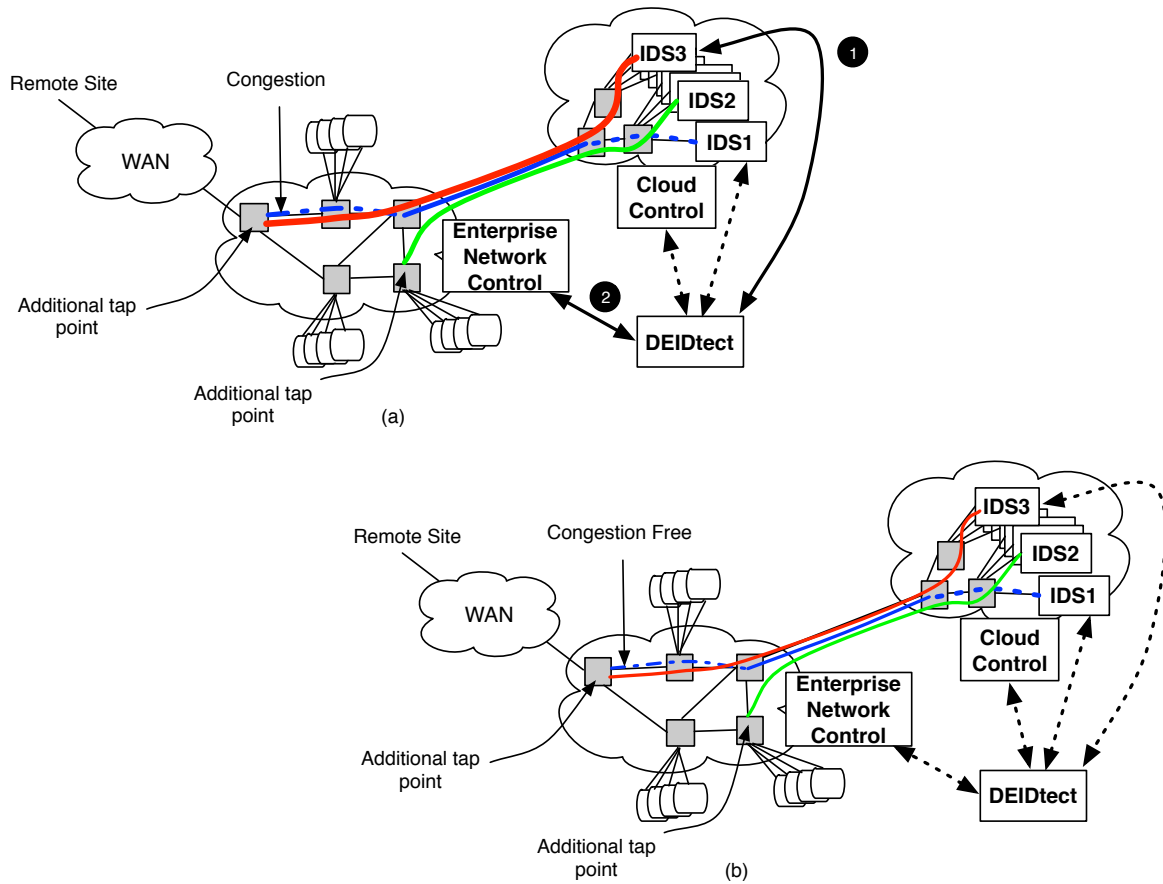 IDS3
1
Congestion
Remote Site
IDS2
IDS1
WAN
Cloud
Control
Enterprise
Network
Control
2
Additional tap
point
DEIDtect
Additional tap
point
(a)
IDS3
Congestion Free
Remote Site
IDS2
IDS1
WAN
Cloud
Control
Enterprise
Network
Control
Additional tap
point
DEIDtect
Additional tap
point
(b)